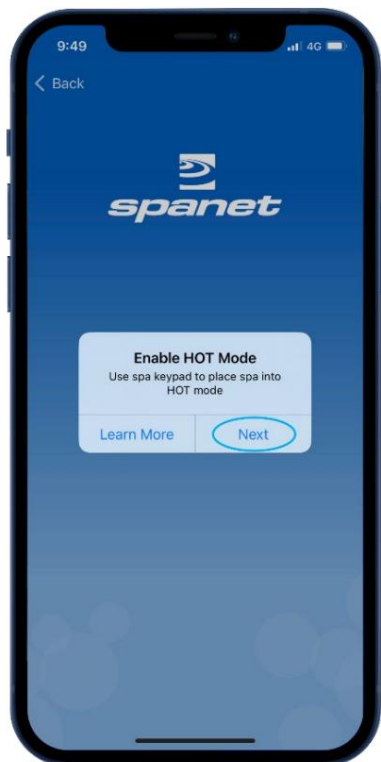 9:49
4G
Back
spanet
Enable HOT Mode
Use spa keypad to place spa into
HOT mode
Learn More
Next